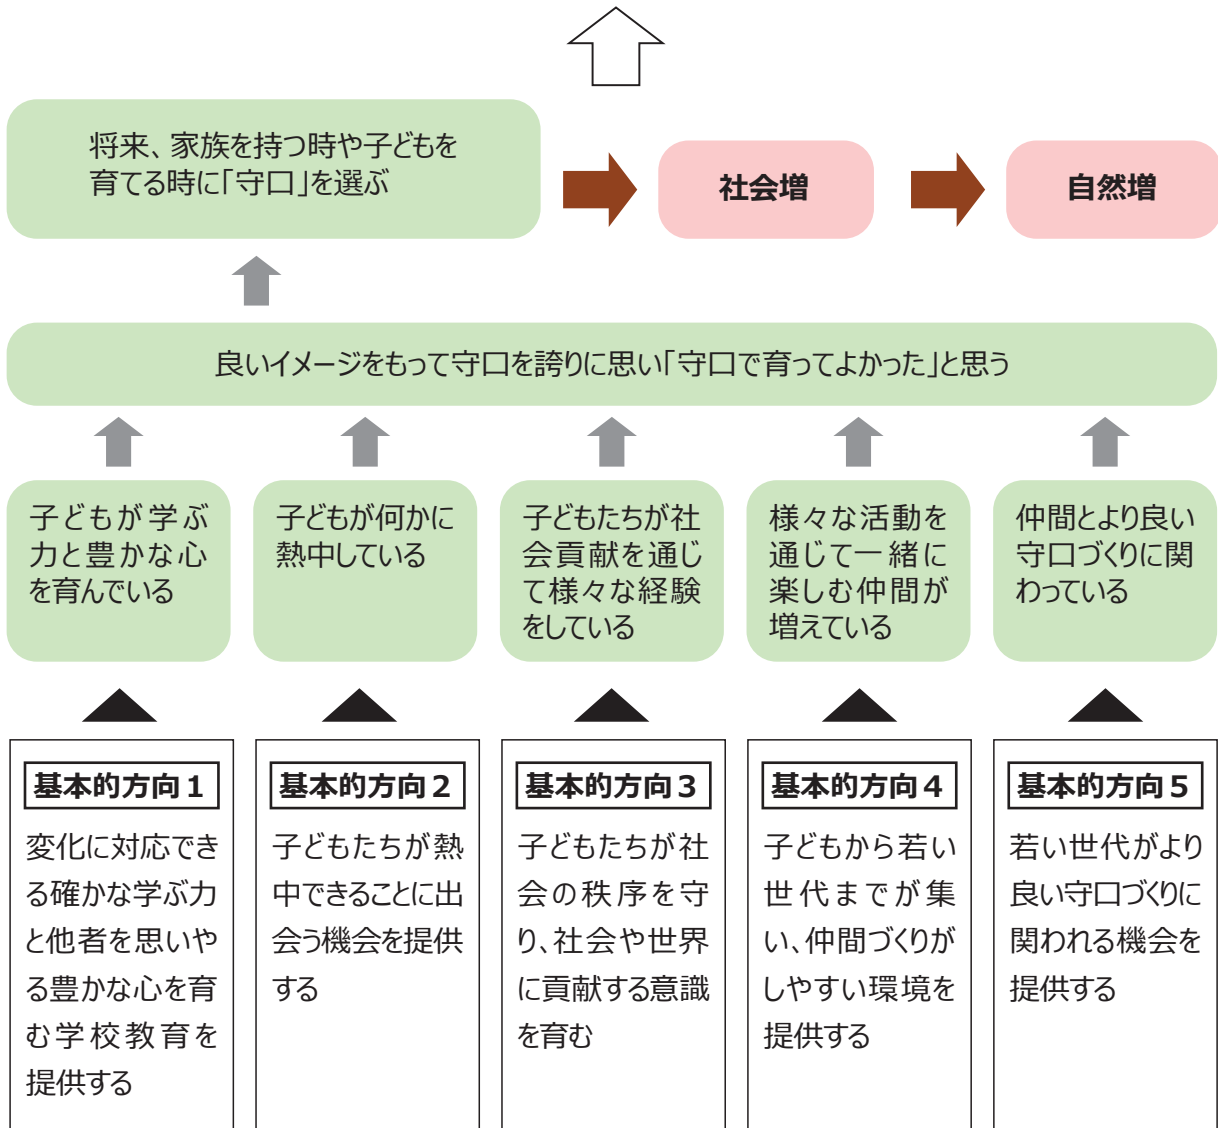 将来、家族を持つ時や子どもを
育てる時に「守口」を選ぶ
社会増
自然増
良いイメージをもって守口を誇りに思い「守口で育ってよかった」と思う
子どもが学ぶ
力と豊かな心
を育んでいる
子どもが何かに
熱中している
子どもたちが社
会貢献を通じ
て様々な経験
をしている
様々な活動を
通じて一緒に
楽しむ仲間が
増えている
仲間とより良い
守口づくりに関
わっている
基本的方向１
変化に対応でき
る確かな学ぶ力
と他者を思いや
る豊かな心を育
む学校教育を
提供する
基本的方向２
子どもたちが熱
中できることに出
会う機会を提供
する
基本的方向３
子どもたちが社
会の秩序を守
り、社会や世界
に貢献する意識
を育む
基本的方向４
子どもから若い
世代までが集
い、仲間づくりが
しやすい環境を
提供する
基本的方向５
若い世代がより
良い守口づくりに
関われる機会を
提供する